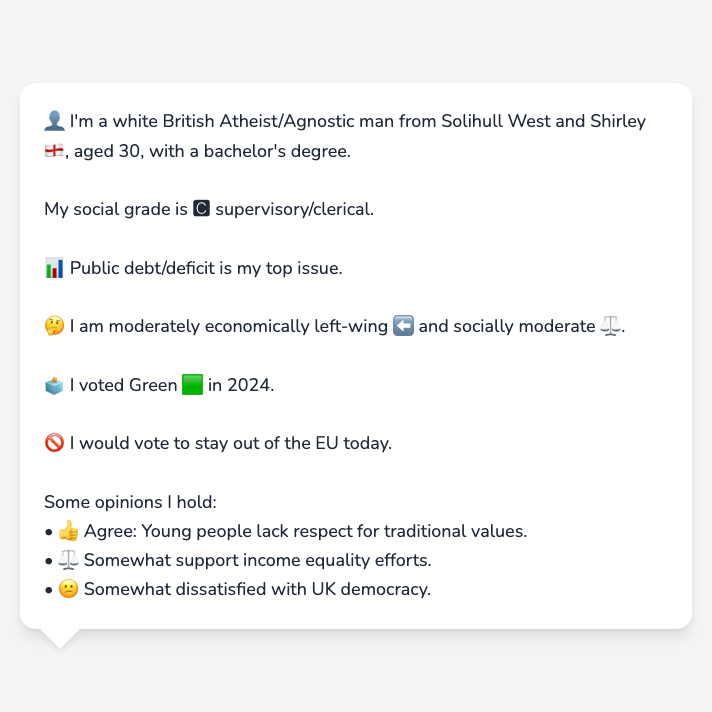 👤 I'm a white British Atheist/Agnostic man from Solihull West and Shirley
🏴󠁧󠁢󠁥󠁮󠁧󠁿, aged 30, with a bachelor's degree.
My social grade is 🅲 supervisory/clerical.
📊 Public debt/deficit is my top issue.
🤔 I am moderately economically left-wing ⬅️ and socially moderate ⚖️.
🗳️ I voted Green 🟩 in 2024.
🚫 I would vote to stay out of the EU today.
Some opinions I hold:
• 👍 Agree: Young people lack respect for traditional values.
• ⚖️ Somewhat support income equality efforts.
• 😕 Somewhat dissatisfied with UK democracy.